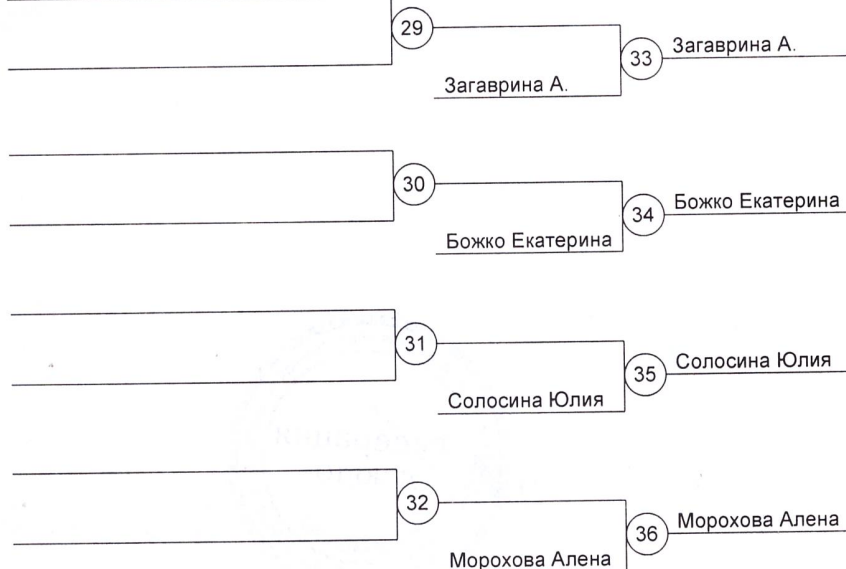 29
33
Загаврина А.
Загаврина А.
30
34
Божко Екатерина
Божко Екатерина
31
35
Солосина Юлия
Солосина Юлия
32
36
Морохова Алена
Морохова Алена